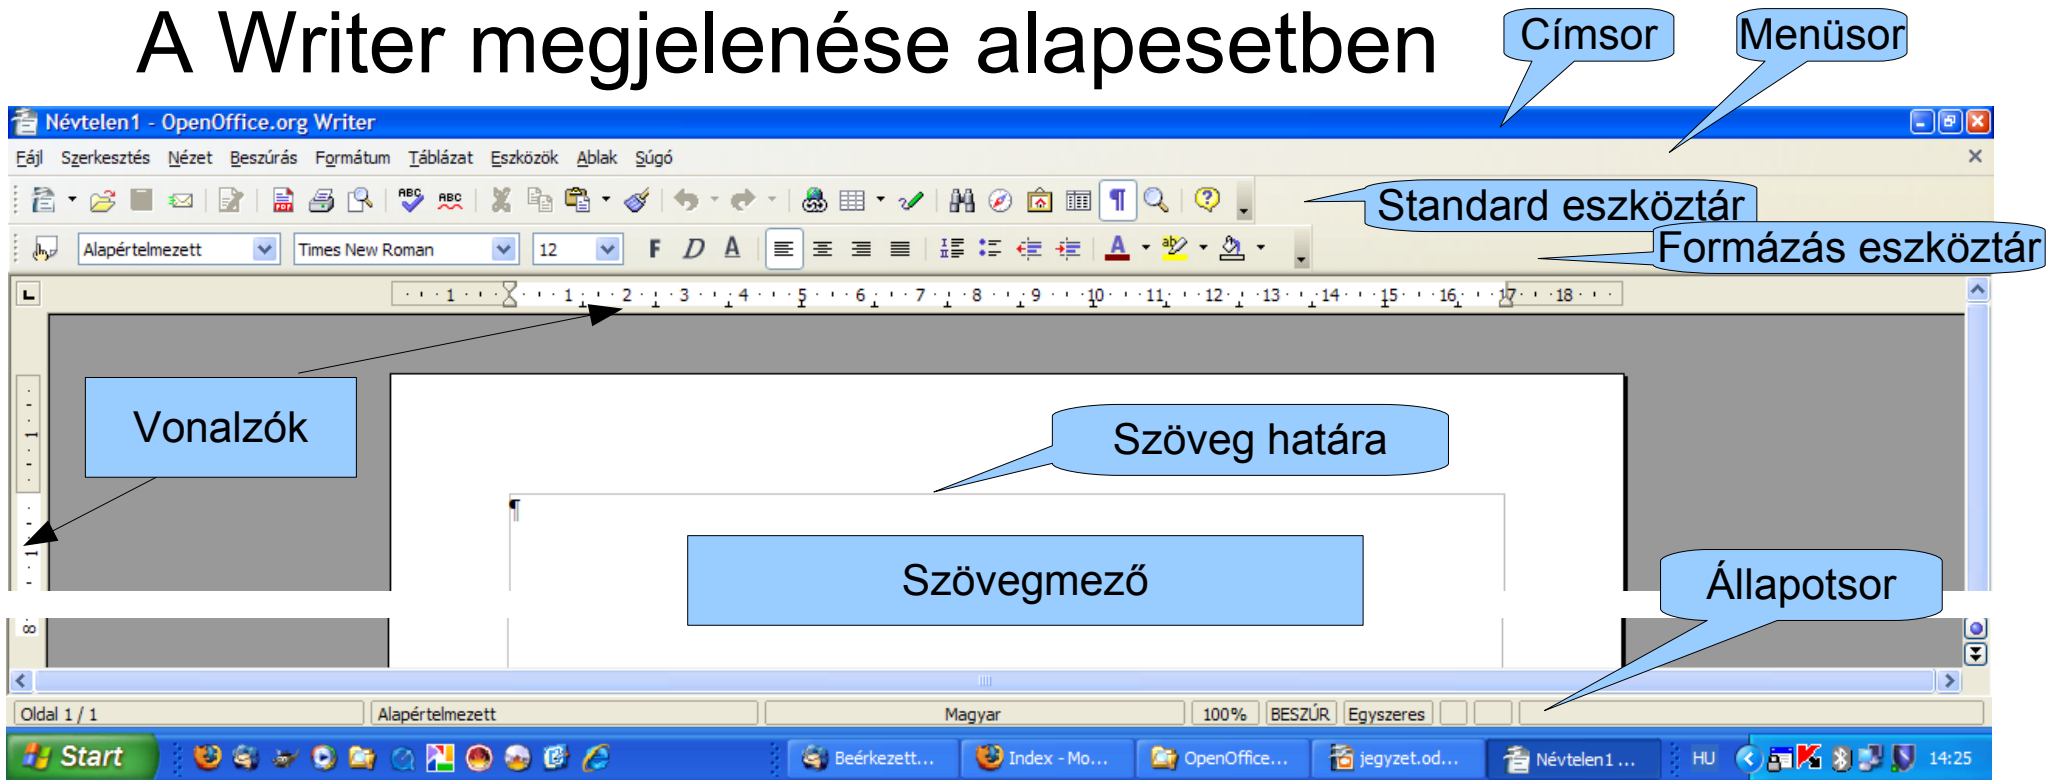 A Writer megjelenése alapesetben
Címsor
Menüsor
Névtelen1 - OpenOffice.org Writer
Fájl Szerkesztés Nézet Beszúrás Formátum Táblázat Eszközök Ablak Súgó
Standard eszköztár
Alapértelmezett Times New Roman 12 F D A
Formázás eszköztár
1 1 2 3 4 5 6 7 8 9 10 11 12 13 14 15 16 17 18
Vonalzók
Szöveg határa
¶
1
1
8
Szövegmező
Állapotsor
Oldal 1 / 1 Alapértelmezett Magyar 100% BESZÚR Egyszeres
Start Beérkezett... Index - Mo... OpenOffice... jegyzet.od... Névtelen1 ... HU 14:25